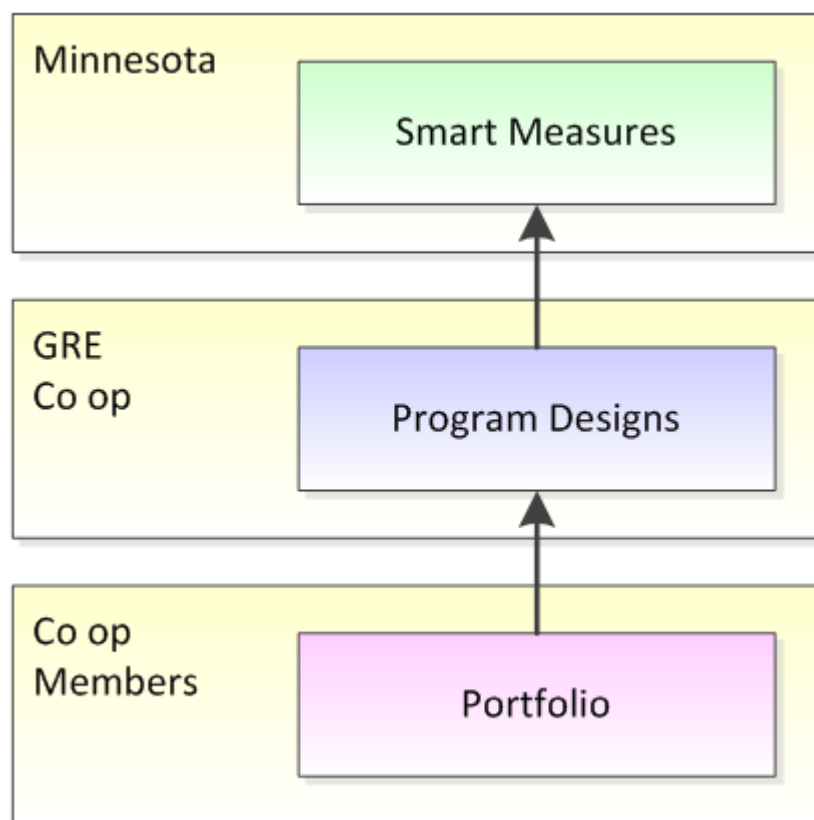 Minnesota
Smart Measures
GRE
Co op
Program Designs
Co op
Members
Portfolio